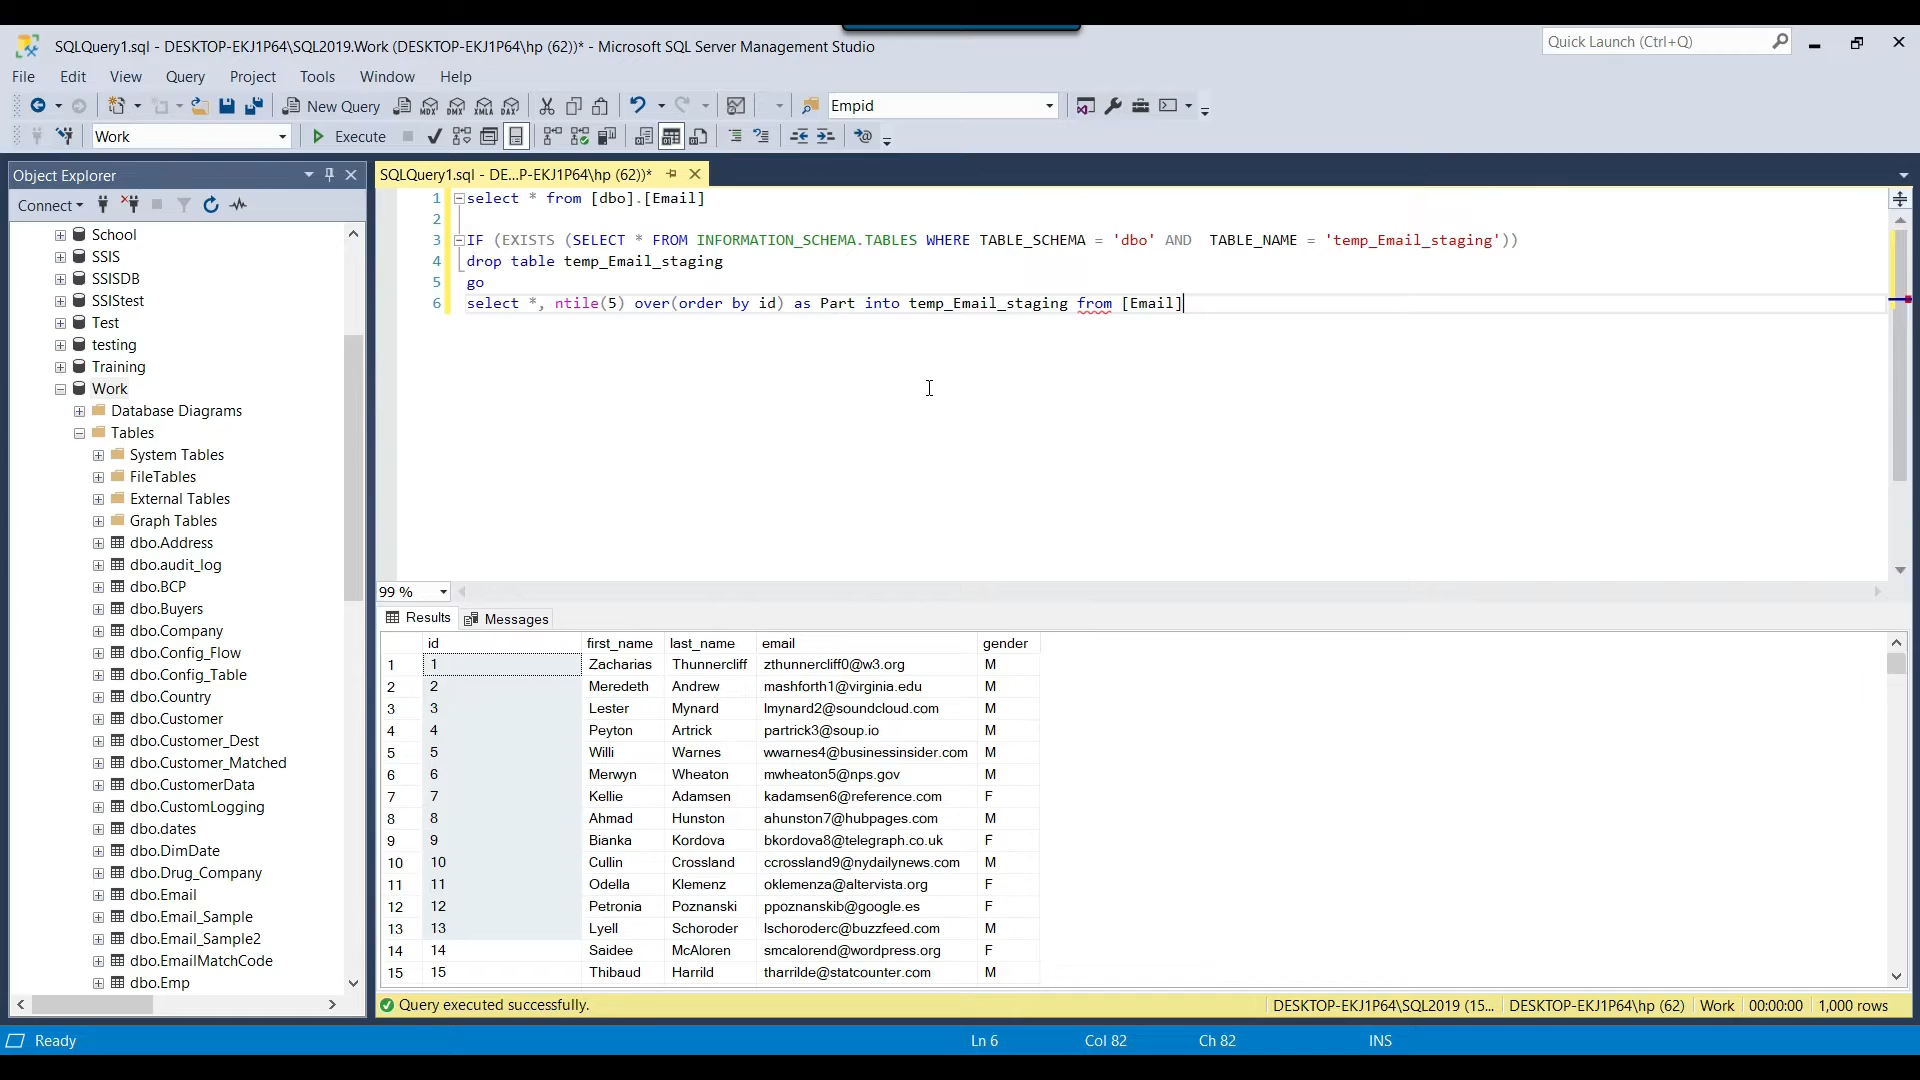 SQLQuery1.sql - DESKTOP-EKJ1P64\SQL2019.Work (DESKTOP-EKJ1P64\hp (62))* - Microsoft SQL Server Management Studio
Quick Launch (Ctrl+Q)
File Edit View Query Project Tools Window Help
New Query MDX DMX XMLA DAX Empid
Work Execute
Object Explorer
SQLQuery1.sql - DE...P-EKJ1P64\hp (62))*
Connect
School
SSIS
SSISDB
SSIStest
Test
testing
Training
Work
Database Diagrams
Tables
System Tables
FileTables
External Tables
Graph Tables
dbo.Address
dbo.audit_log
dbo.BCP
dbo.Buyers
dbo.Company
dbo.Config_Flow
dbo.Config_Table
dbo.Country
dbo.Customer
dbo.Customer_Dest
dbo.Customer_Matched
dbo.CustomerData
dbo.CustomLogging
dbo.dates
dbo.DimDate
dbo.Drug_Company
dbo.Email
dbo.Email_Sample
dbo.Email_Sample2
dbo.EmailMatchCode
dbo.Emp
1 select * from [dbo].[Email]
2
3 IF (EXISTS (SELECT * FROM INFORMATION_SCHEMA.TABLES WHERE TABLE_SCHEMA = 'dbo' AND TABLE_NAME = 'temp_Email_staging'))
4 drop table temp_Email_staging
5 go
6 select *, ntile(5) over(order by id) as Part into temp_Email_staging from [Email]
99 %
Results Messages
id first_name last_name email gender
1 1 Zacharias Thunnercliff zthunnercliff0@w3.org M
2 2 Meredeth Andrew mashforth1@virginia.edu M
3 3 Lester Mynard lmynard2@soundcloud.com M
4 4 Peyton Artrick partrick3@soup.io M
5 5 Willi Warnes wwarnes4@businessinsider.com M
6 6 Merwyn Wheaton mwheaton5@nps.gov M
7 7 Kellie Adamsen kadamsen6@reference.com F
8 8 Ahmad Hunston ahunston7@hubpages.com M
9 9 Bianka Kordova bkordova8@telegraph.co.uk F
10 10 Cullin Crossland ccrossland9@nydailynews.com M
11 11 Odella Klemenz oklemenza@altervista.org F
12 12 Petronia Poznanski ppoznanskib@google.es F
13 13 Lyell Schoroder lschoroderc@buzzfeed.com M
14 14 Saidee McAloren smcalorend@wordpress.org F
15 15 Thibaud Harrild tharrilde@statcounter.com M
Query executed successfully. DESKTOP-EKJ1P64\SQL2019 (15... DESKTOP-EKJ1P64\hp (62) Work 00:00:00 1,000 rows
Ready Ln 6 Col 82 Ch 82 INS